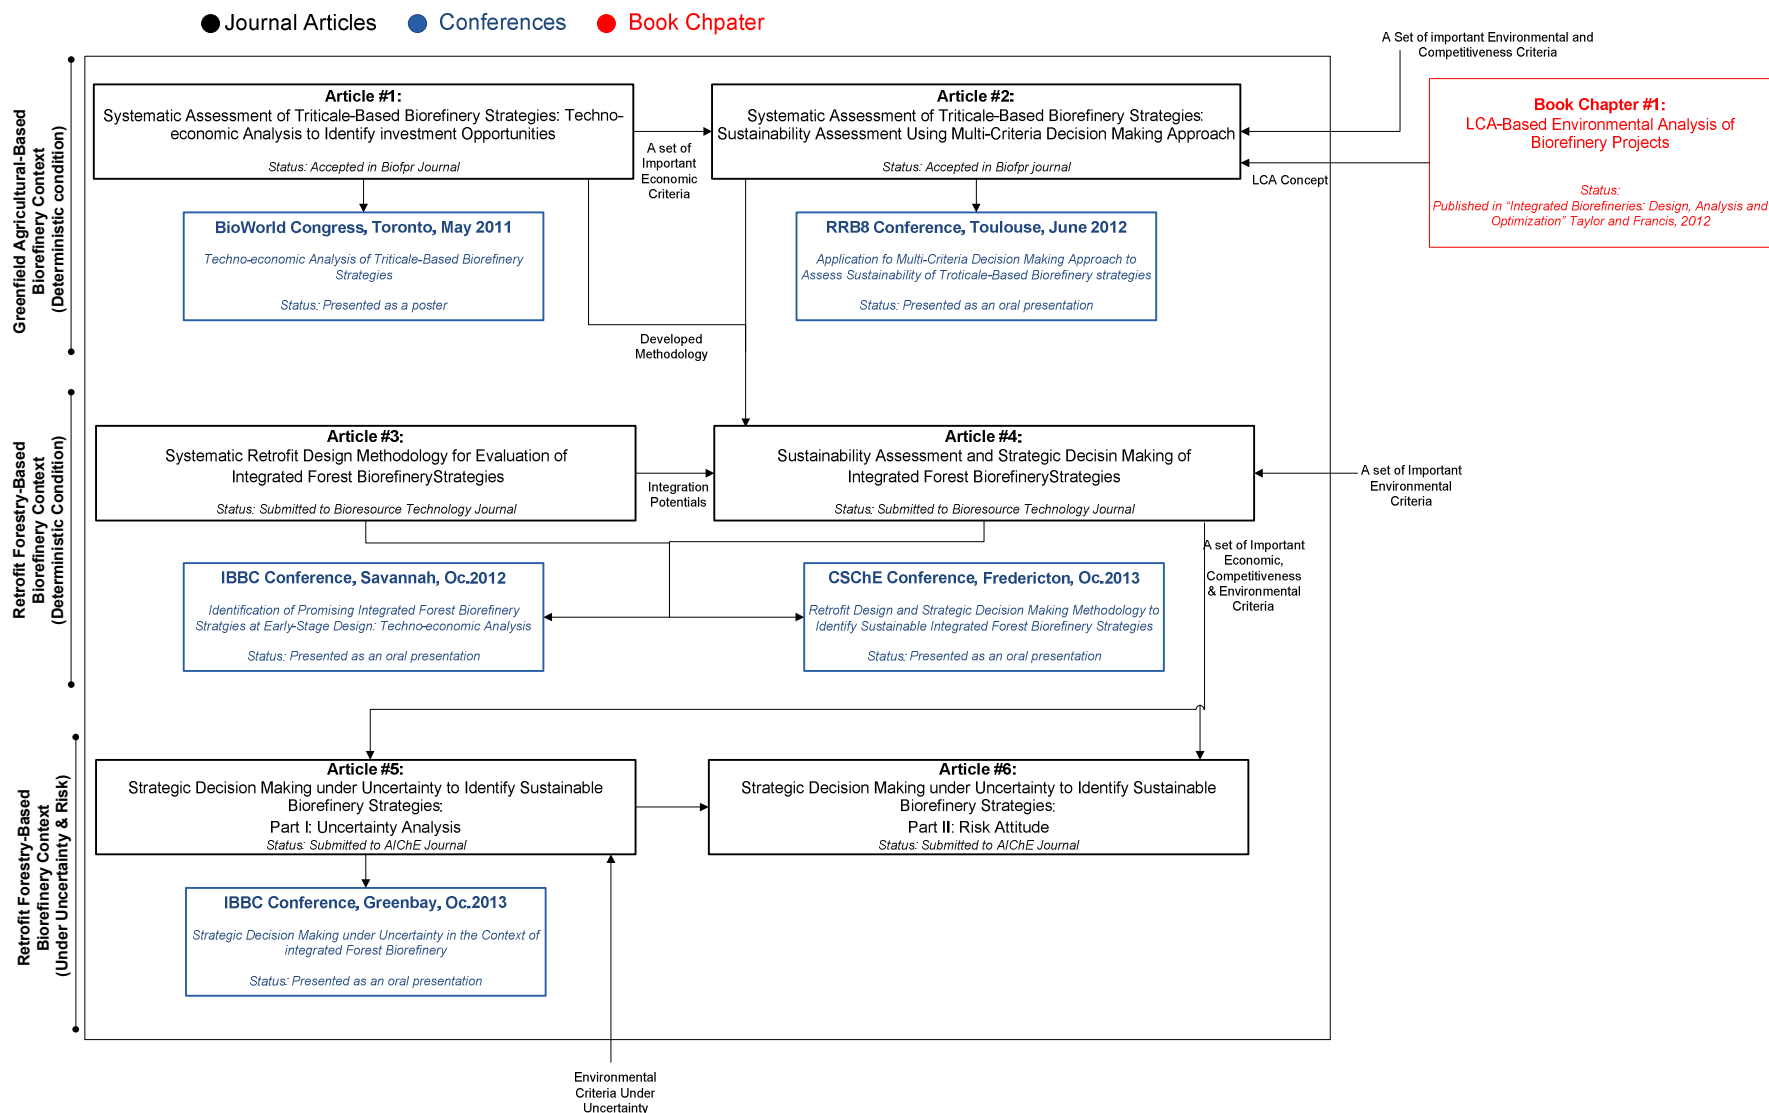 Journal Articles
Conferences
Book Chpater
A Set of important Environmental and
Competitiveness Criteria
Greenfield Agricultural-Based
Biorefinery Context
(Deterministic condition)
Article #1:
Systematic Assessment of Triticale-Based Biorefinery Strategies: Techno-
economic Analysis to Identify investment Opportunities
Status: Accepted in Biofpr Journal
A set of
Important
Economic
Criteria
Article #2:
Systematic Assessment of Triticale-Based Biorefinery Strategies:
Sustainability Assessment Using Multi-Criteria Decision Making Approach
Status: Accepted in Biofpr journal
LCA Concept
Book Chapter #1:
LCA-Based Environmental Analysis of
Biorefinery Projects
Status:
Published in “Integrated Biorefineries: Design, Analysis and
Optimization” Taylor and Francis, 2012
BioWorld Congress, Toronto, May 2011
Techno-economic Analysis of Triticale-Based Biorefinery
Strategies
Status: Presented as a poster
RRB8 Conference, Toulouse, June 2012
Application fo Multi-Criteria Decision Making Approach to
Assess Sustainability of Troticale-Based Biorefinery strategies
Status: Presented as an oral presentation
Developed
Methodology
Retrofit Forestry-Based
Biorefinery Context
(Deterministic Condition)
Article #3:
Systematic Retrofit Design Methodology for Evaluation of
Integrated Forest BiorefineryStrategies
Status: Submitted to Bioresource Technology Journal
Integration
Potentials
Article #4:
Sustainability Assessment and Strategic Decisin Making of
Integrated Forest BiorefineryStrategies
Status: Submitted to Bioresource Technology Journal
A set of Important
Environmental
Criteria
A set of Important
Economic,
Competitiveness
& Environmental
Criteria
IBBC Conference, Savannah, Oc.2012
Identification of Promising Integrated Forest Biorefinery
Stratgies at Early-Stage Design: Techno-economic Analysis
Status: Presented as an oral presentation
CSChE Conference, Fredericton, Oc.2013
Retrofit Design and Strategic Decision Making Methodology to
Identify Sustainable Integrated Forest Biorefinery Strategies
Status: Presented as an oral presentation
Retrofit Forestry-Based
Biorefinery Context
(Under Uncertainty & Risk)
Article #5:
Strategic Decision Making under Uncertainty to Identify Sustainable
Biorefinery Strategies:
Part I: Uncertainty Analysis
Status: Submitted to AIChE Journal
Article #6:
Strategic Decision Making under Uncertainty to Identify Sustainable
Biorefinery Strategies:
Part II: Risk Attitude
Status: Submitted to AIChE Journal
IBBC Conference, Greenbay, Oc.2013
Strategic Decision Making under Uncertainty in the Context of
integrated Forest Biorefinery
Status: Presented as an oral presentation
Environmental
Criteria Under
Uncertainty